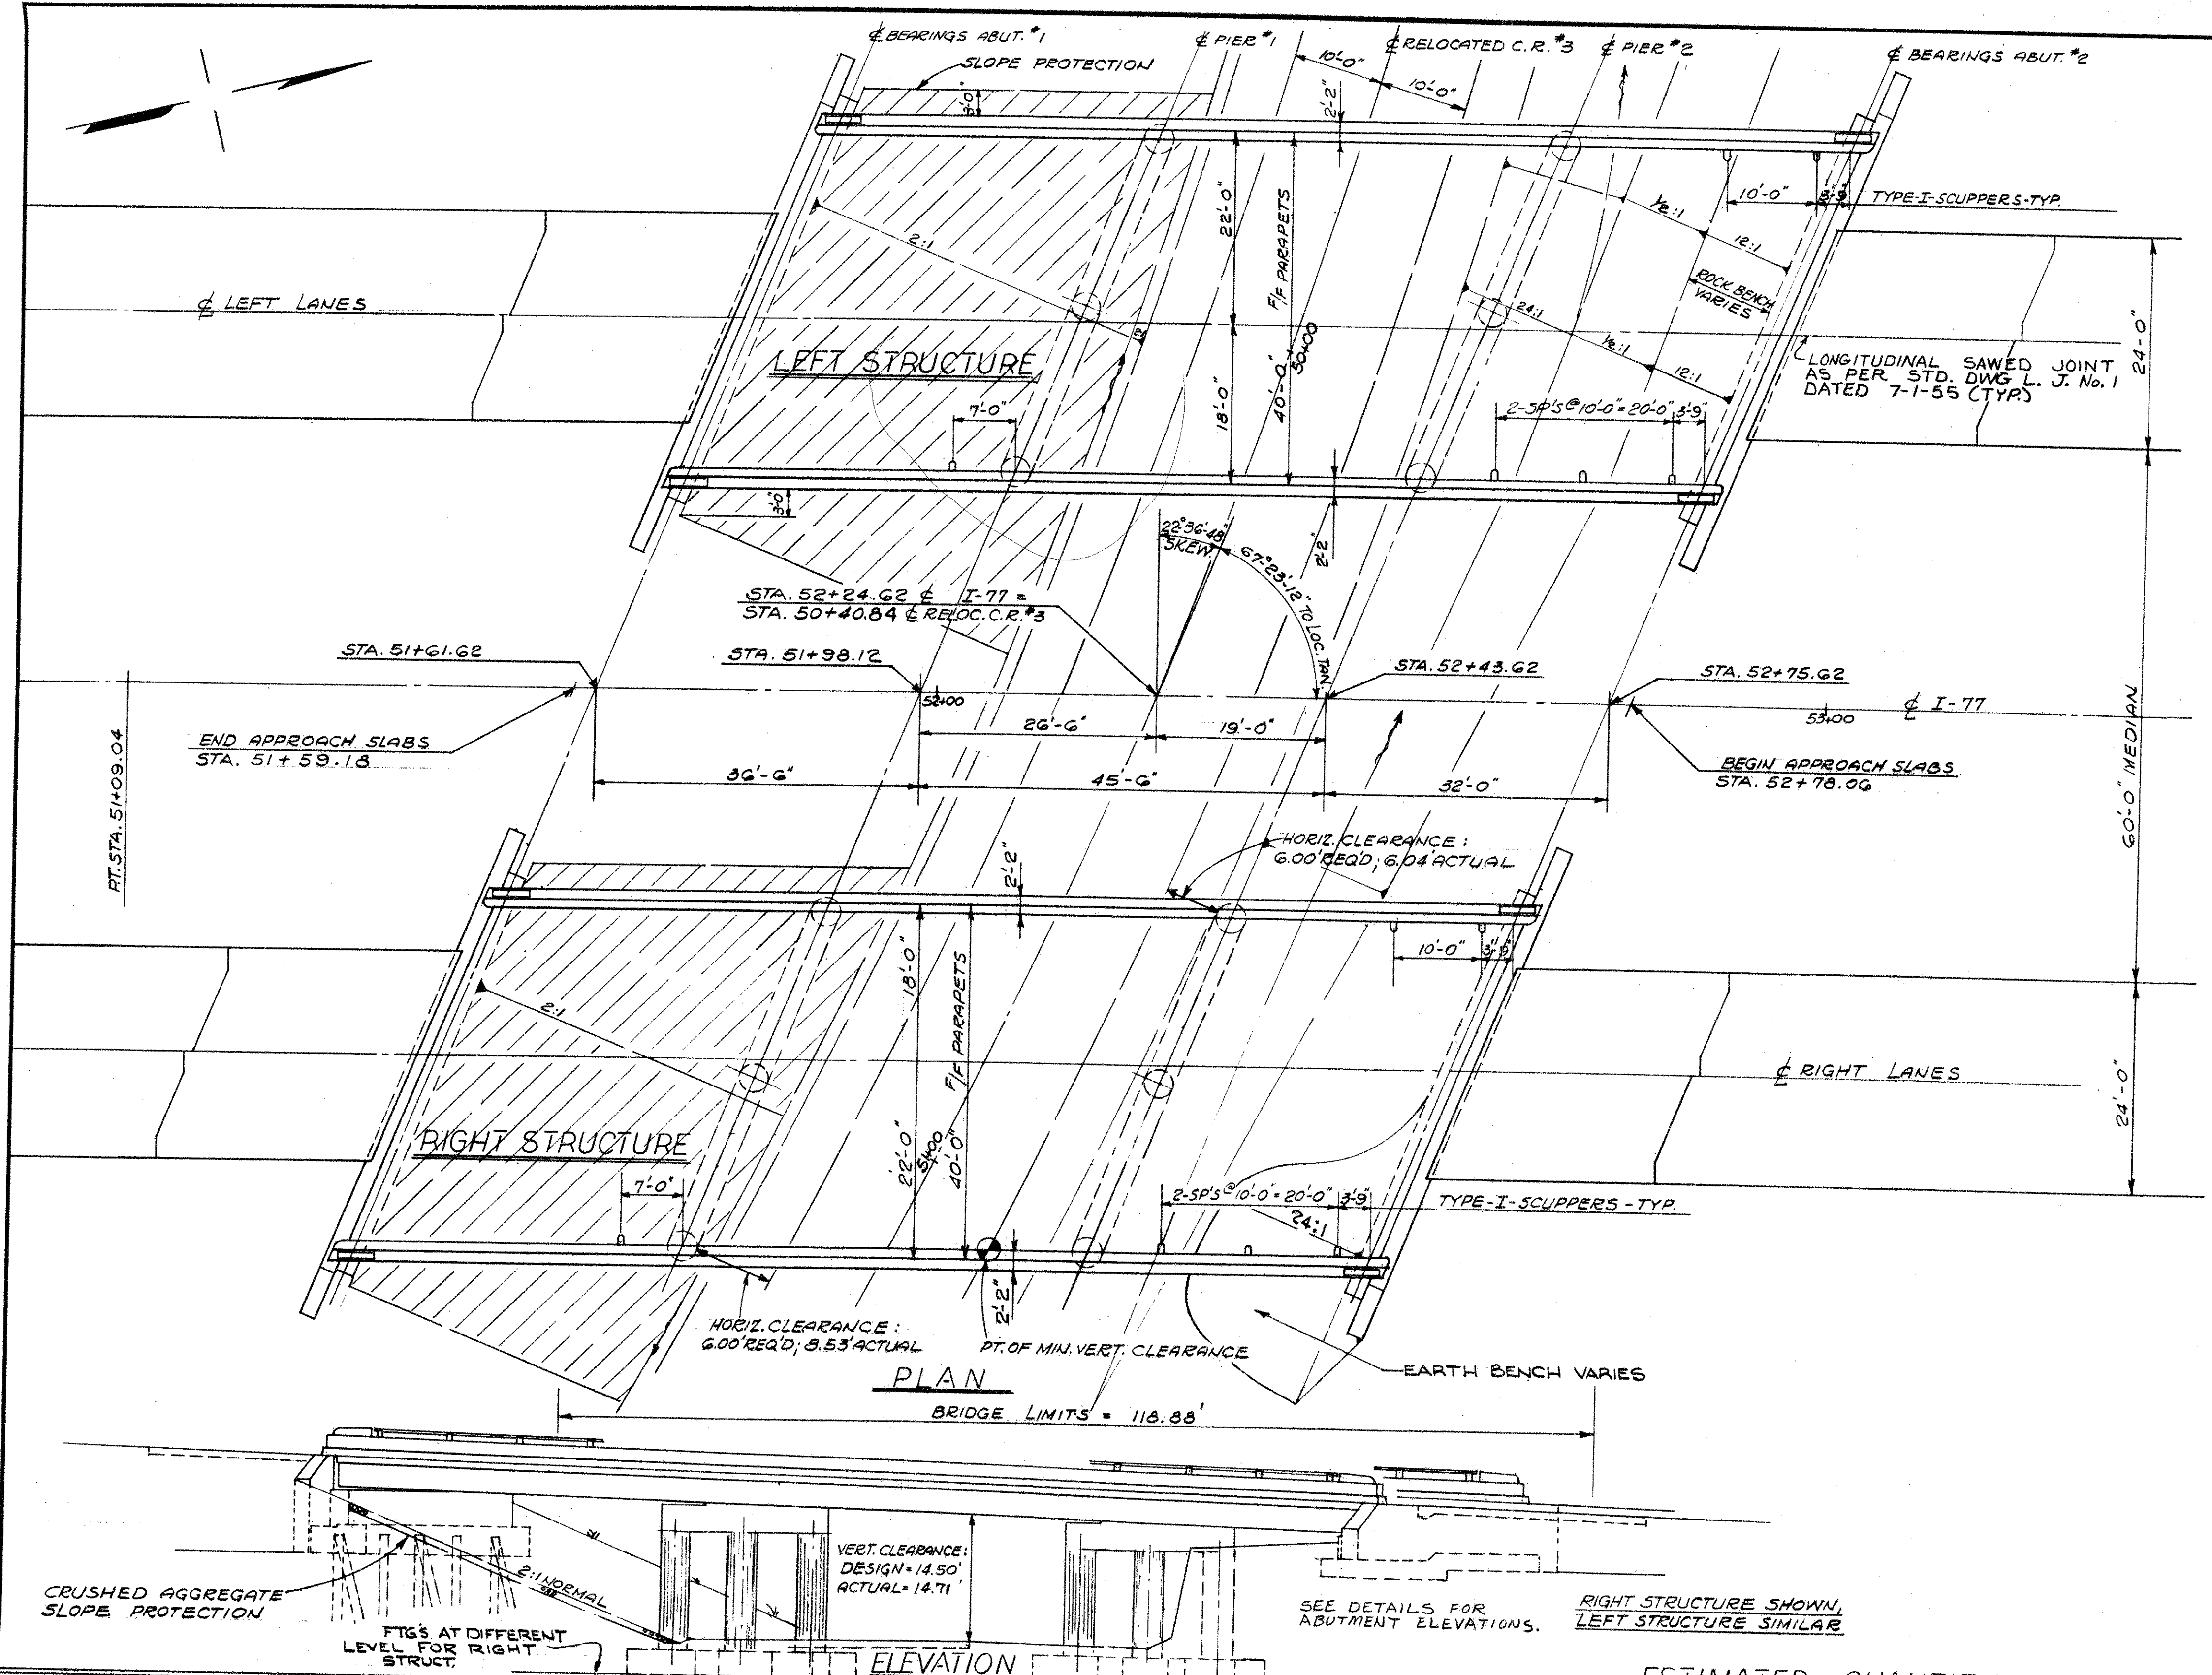 ℄ BEARINGS ABUT. #1
℄ PIER #1
℄ RELOCATED C.R. #3
℄ PIER #2
℄ BEARINGS ABUT. #2
SLOPE PROTECTION
10'-0"
10'-0"
3'-0"
2'-2"
22'-0"
F/F PARAPETS
10'-0"
3'-9"
TYPE-I-SCUPPERS-TYP.
2:1
1/2:1
12:1
ROCK BENCH
VARIES
℄ LEFT LANES
24:1
1/2:1
12:1
LEFT STRUCTURE
18'-0"
40'-0"
50+00
LONGITUDINAL SAWED JOINT
AS PER STD. DWG L. J. No. 1
DATED 7-1-55 (TYP.)
24'-0"
7'-0"
2-SP'S @ 10'-0" = 20'-0"
3'-9"
3'-0"
2'-2"
22°36'-48"
SKEW
67°-23'-12" TO LOC. TAN.
STA. 52+24.62 ℄ I-77 =
STA. 50+40.84 ℄ RELOC. C.R. #3
STA. 51+61.62
STA. 51+98.12
STA. 52+43.62
STA. 52+75.62
52+00
53+00
℄ I-77
P.T. STA. 51+09.04
END APPROACH SLABS
STA. 51+59.18
26'-6"
19'-0"
BEGIN APPROACH SLABS
STA. 52+78.06
36'-6"
45'-6"
32'-0"
60'-0" MEDIAN
HORIZ. CLEARANCE:
6.00' REQ'D; 6.04' ACTUAL
2'-2"
10'-0"
3'-9"
18'-0"
F/F PARAPETS
2:1
℄ RIGHT LANES
24'-0"
RIGHT STRUCTURE
22'-0"
51+00
40'-0"
7'-0"
2-SP'S @ 10'-0" = 20'-0"
3'-9"
24:1
TYPE-I-SCUPPERS-TYP.
2'-2"
HORIZ. CLEARANCE:
6.00' REQ'D; 8.53' ACTUAL
PT. OF MIN. VERT. CLEARANCE
EARTH BENCH VARIES
PLAN
BRIDGE LIMITS = 118.88'
VERT. CLEARANCE:
DESIGN = 14.50'
ACTUAL = 14.71'
2:1 NORMAL
CRUSHED AGGREGATE
SLOPE PROTECTION
FTG'S. AT DIFFERENT
LEVEL FOR RIGHT
STRUCT.
ELEVATION
SEE DETAILS FOR
ABUTMENT ELEVATIONS.
RIGHT STRUCTURE SHOWN,
LEFT STRUCTURE SIMILAR
ESTIMATED